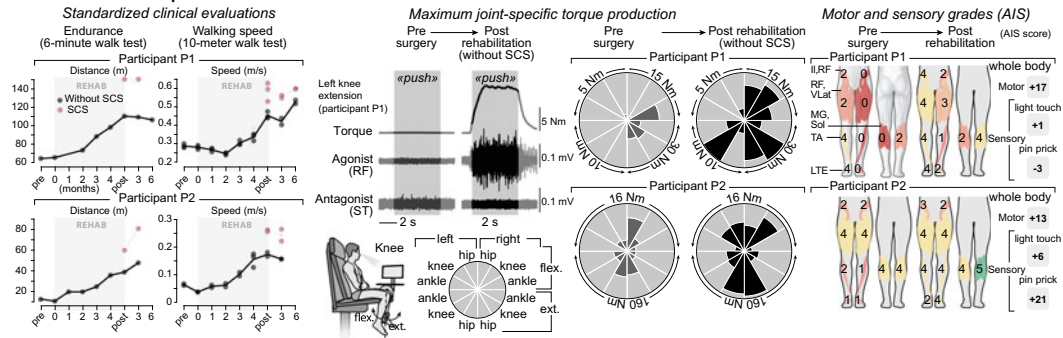 Standardized clinical evaluations
Endurance
(6-minute walk test)
Walking speed
(10-meter walk test)
Participant P1
Distance (m)
Speed (m/s)
REHAB
Without SCS
SCS
140
120
100
80
60
0.6
0.5
0.4
0.3
0.2
pre 0 1 2 3 4 post 3 6
(months)
pre 0 1 2 3 4 post 3 6
Participant P2
Distance (m)
Speed (m/s)
REHAB
REHAB
80
60
40
20
0.3
0.2
0.1
0
pre 0 1 2 3 4 post 3 6
pre 0 1 2 3 4 post 3 6
Maximum joint-specific torque production
Pre
surgery
Post
rehabilitation
(without SCS)
Left knee
extension
(participant P1)
«push»
«push»
Torque
5 Nm
Agonist
(RF)
0.1 mV
Antagonist
(ST)
0.1 mV
2 s
2 s
Knee
flex.
ext.
left
right
hip hip
knee knee
ankle ankle
flex.
ankle ankle
knee knee
ext.
hip hip
Pre
surgery
Post rehabilitation
(without SCS)
Participant P1
5 Nm
15 Nm
10 Nm
30 Nm
5 Nm
15 Nm
10 Nm
30 Nm
Participant P2
16 Nm
160 Nm
16 Nm
160 Nm
Motor and sensory grades (AIS)
Pre
surgery
Post
rehabilitation
(AIS score)
Participant P1
Il,RF
RF,
VLat
MG,
Sol
TA
LTE
2 0
2 0
4 0
4 0
0 2
4 2
4 3
4 1
4 2
2 4
whole body
Motor +17
light touch
+1
Sensory
pin prick
-3
Participant P2
2 2
4 4
2 1
1 1
4 4
3 2
4 4
4 4
2 4
4 5
whole body
Motor +13
light touch
+6
Sensory
pin prick
+21